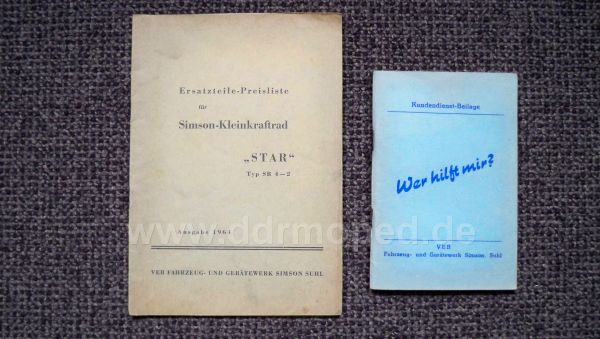 Ersatzteile-Preisliste
für
Simson-Kleinkraftrad
„STAR“
Typ SR 4—2
Ausgabe 1964
VEB FAHRZEUG- UND GERÄTEWERK SIMSON SUHL
Kundendienst-Beilage
Wer hilft mir?
VEB
Fahrzeug- und Gerätewerk Simson, Suhl
www.ddrmoped.de